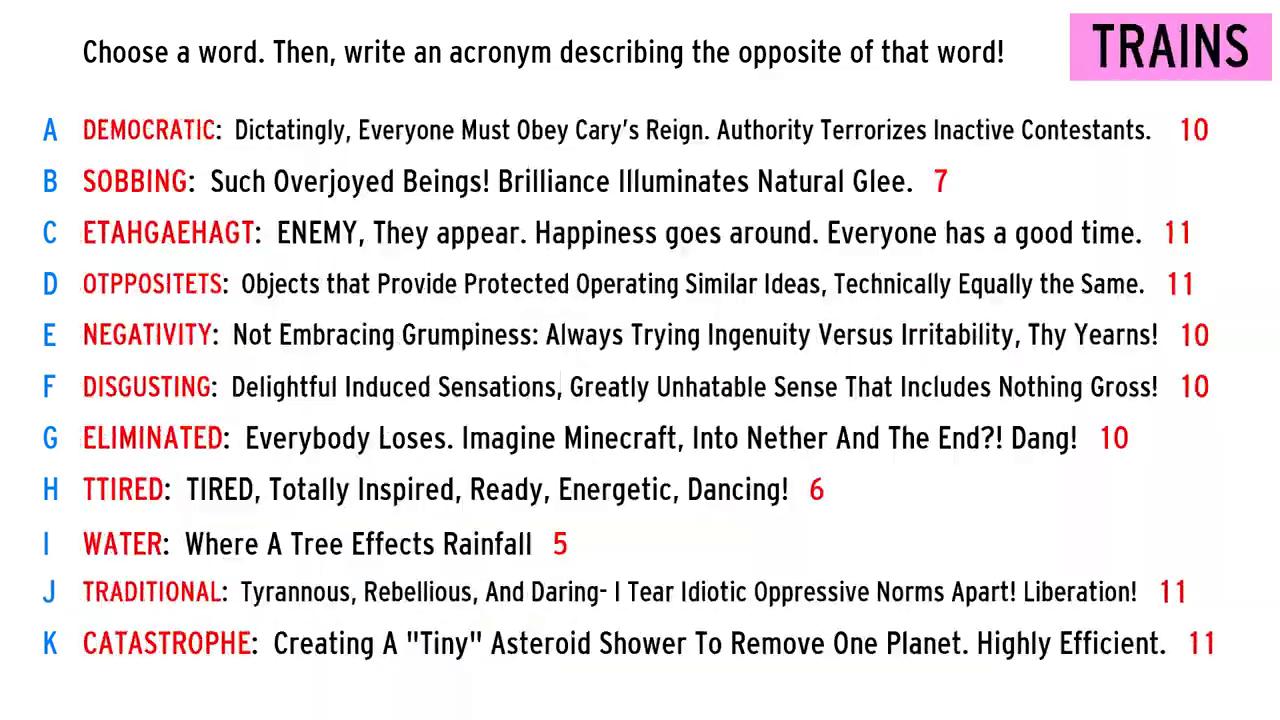 Choose a word. Then, write an acronym describing the opposite of that word!
TRAINS
A DEMOCRATIC: Dictatingly, Everyone Must Obey Cary's Reign. Authority Terrorizes Inactive Contestants. 10
B SOBBING: Such Overjoyed Beings! Brilliance Illuminates Natural Glee. 7
C ETAHGAEHAGT: ENEMY, They appear. Happiness goes around. Everyone has a good time. 11
D OTPPOSITETS: Objects that Provide Protected Operating Similar Ideas, Technically Equally the Same. 11
E NEGATIVITY: Not Embracing Grumpiness: Always Trying Ingenuity Versus Irritability, Thy Yearns! 10
F DISGUSTING: Delightful Induced Sensations, Greatly Unhatable Sense That Includes Nothing Gross! 10
G ELIMINATED: Everybody Loses. Imagine Minecraft, Into Nether And The End?! Dang! 10
H TTIRED: TIRED, Totally Inspired, Ready, Energetic, Dancing! 6
I WATER: Where A Tree Effects Rainfall 5
J TRADITIONAL: Tyrannous, Rebellious, And Daring- I Tear Idiotic Oppressive Norms Apart! Liberation! 11
K CATASTROPHE: Creating A "Tiny" Asteroid Shower To Remove One Planet. Highly Efficient. 11